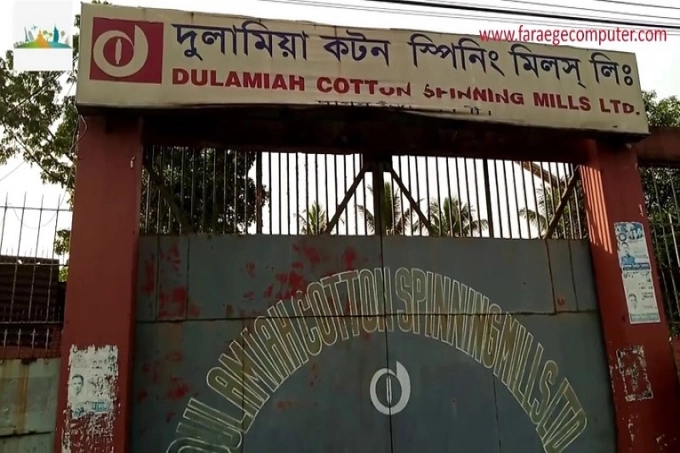 www.faraegecomputer.com
দুলামিয়া কটন স্পিনিং মিলস্ লিঃ
DULAMIAH COTTON SPINNING MILLS LTD.
DULAMIAH COTTON SPINNING MILLS LTD